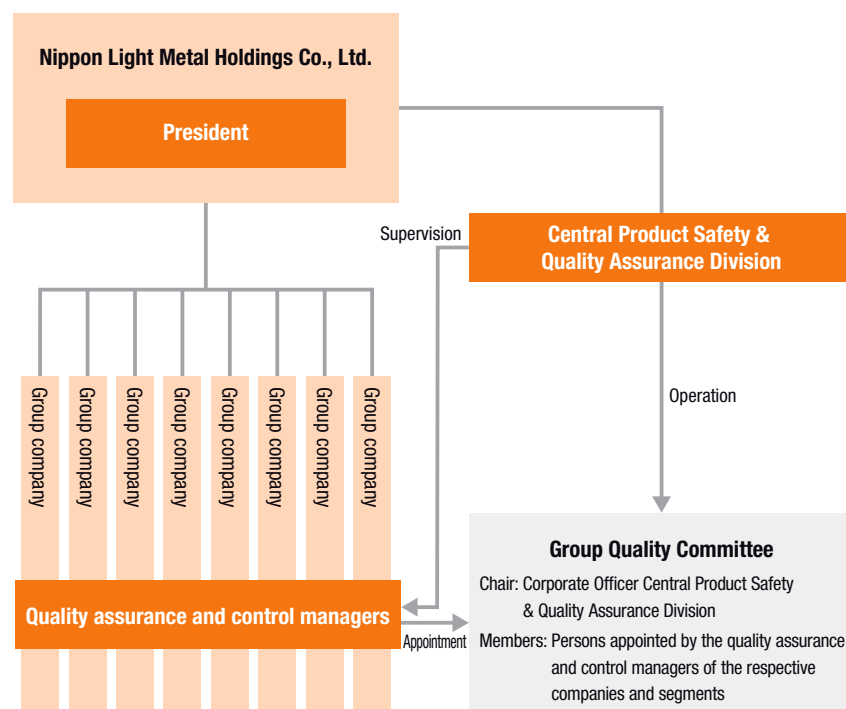 Nippon Light Metal Holdings Co., Ltd.
President
Supervision
Central Product Safety &
Quality Assurance Division
Group company
Group company
Group company
Group company
Group company
Group company
Group company
Group company
Operation
Quality assurance and control managers
Appointment
Group Quality Committee
Chair: Corporate Officer Central Product Safety
& Quality Assurance Division
Members: Persons appointed by the quality assurance
and control managers of the respective
companies and segments